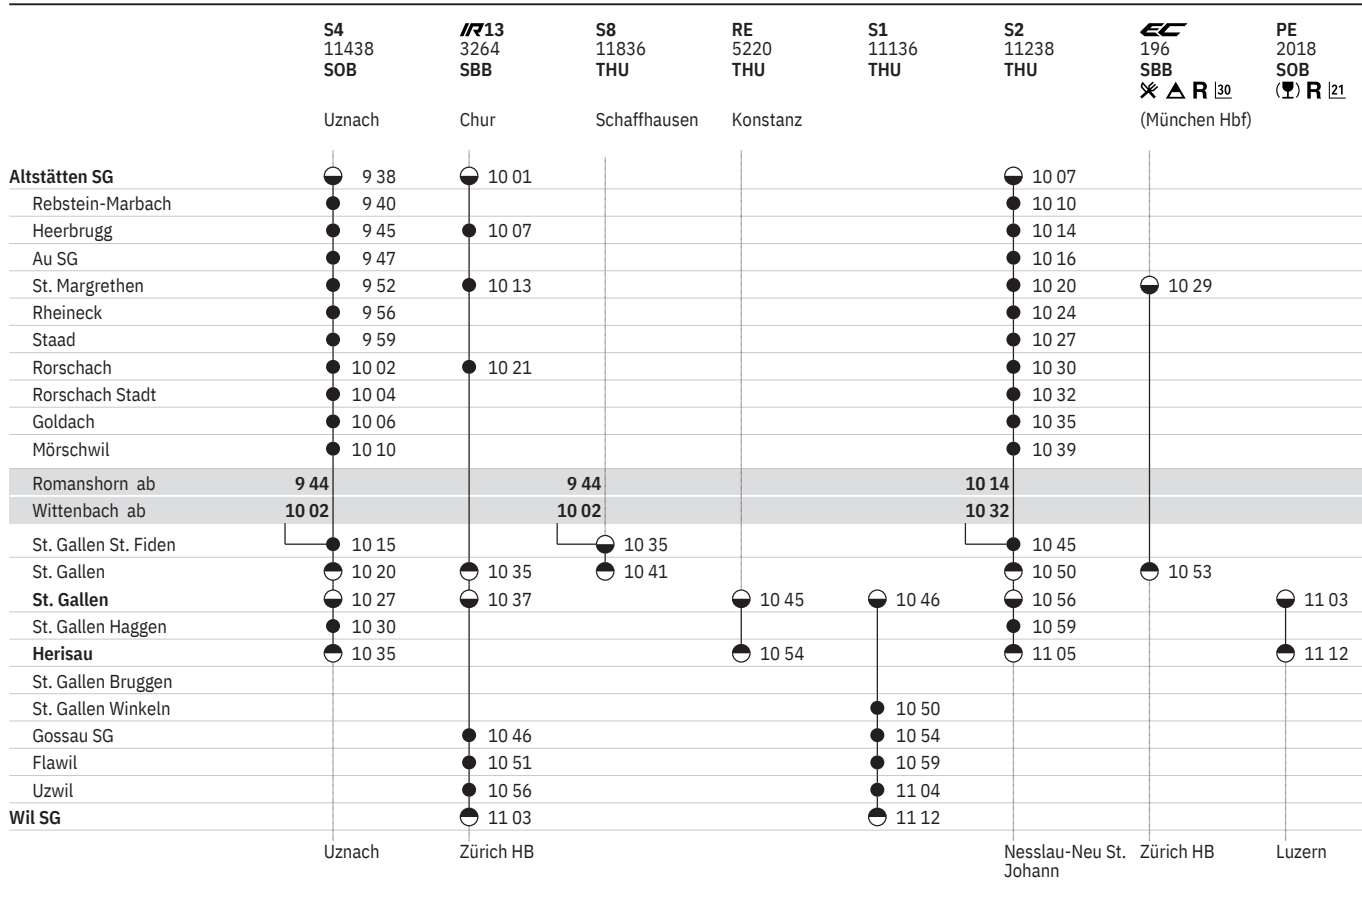 S4 IR13 S8 RE S1 S2 EC PE
11438 3264 11836 5220 11136 11238 196 2018
SOB SBB THU THU THU THU SBB SOB
R 30 R 21
Uznach Chur Schaffhausen Konstanz (München Hbf)
Altstätten SG 9 38 10 01 10 07
Rebstein-Marbach 9 40 10 10
Heerbrugg 9 45 10 07 10 14
Au SG 9 47 10 16
St. Margrethen 9 52 10 13 10 20 10 29
Rheineck 9 56 10 24
Staad 9 59 10 27
Rorschach 10 02 10 21 10 30
Rorschach Stadt 10 04 10 32
Goldach 10 06 10 35
Mörschwil 10 10 10 39
Romanshorn ab 9 44 9 44 10 14
Wittenbach ab 10 02 10 02 10 32
St. Gallen St. Fiden 10 15 10 35 10 45
St. Gallen 10 20 10 35 10 41 10 50 10 53
St. Gallen 10 27 10 37 10 45 10 46 10 56 11 03
St. Gallen Haggen 10 30 10 59
Herisau 10 35 10 54 11 05 11 12
St. Gallen Bruggen
St. Gallen Winkeln 10 50
Gossau SG 10 46 10 54
Flawil 10 51 10 59
Uzwil 10 56 11 04
Wil SG 11 03 11 12
Uznach Zürich HB Nesslau-Neu St. Zürich HB Luzern
Johann